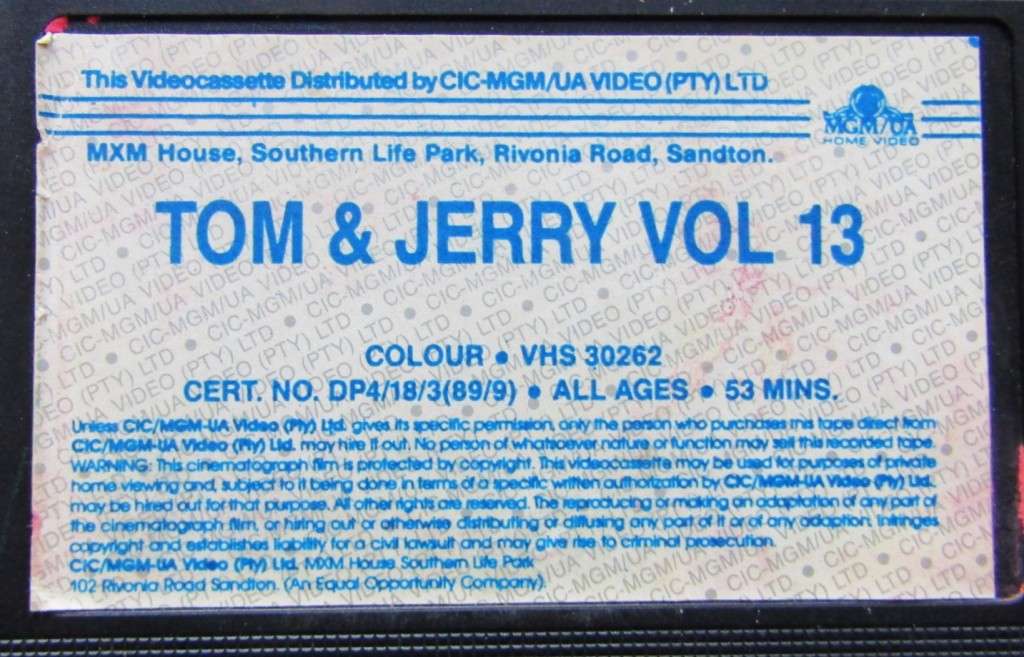 This Videocassette Distributed by CIC-MGM/UA VIDEO (PTY) LTD
MGM/UA
HOME VIDEO
MXM House, Southern Life Park, Rivonia Road, Sandton.
TOM & JERRY VOL 13
COLOUR • VHS 30262
CERT. NO. DP4/18/3(89/9) • ALL AGES • 53 MINS.
Unless CIC/MGM-UA Video (Pty) Ltd. gives its specific permission, only the person who purchases this tape direct from
CIC/MGM-UA Video (Pty) Ltd. may hire it out. No person of whatsoever nature or function may sell this recorded tape.
WARNING: This cinematograph film is protected by copyright. This videocassette may be used for purposes of private
home viewing and, subject to it being done in terms of a specific written authorization by CIC/MGM-UA Video (Pty) Ltd.
may be hired out for that purpose. All other rights are reserved. The reproducing or making an adaptation of any part of
the cinematograph film, or hiring out or otherwise distributing or diffusing any part of it or of any adaption, infringes
copyright and establishes liability for a civil lawsuit and may give rise to criminal prosecution.
CIC/MGM-UA Video (Pty) Ltd. MXM House Southern Life Park
102 Rivonia Road Sandton. (An Equal Opportunity Company).